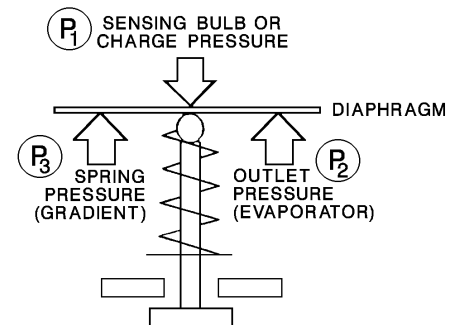 P1 SENSING BULB OR
CHARGE PRESSURE
DIAPHRAGM
P3 SPRING
PRESSURE
(GRADIENT)
OUTLET P2
PRESSURE
(EVAPORATOR)